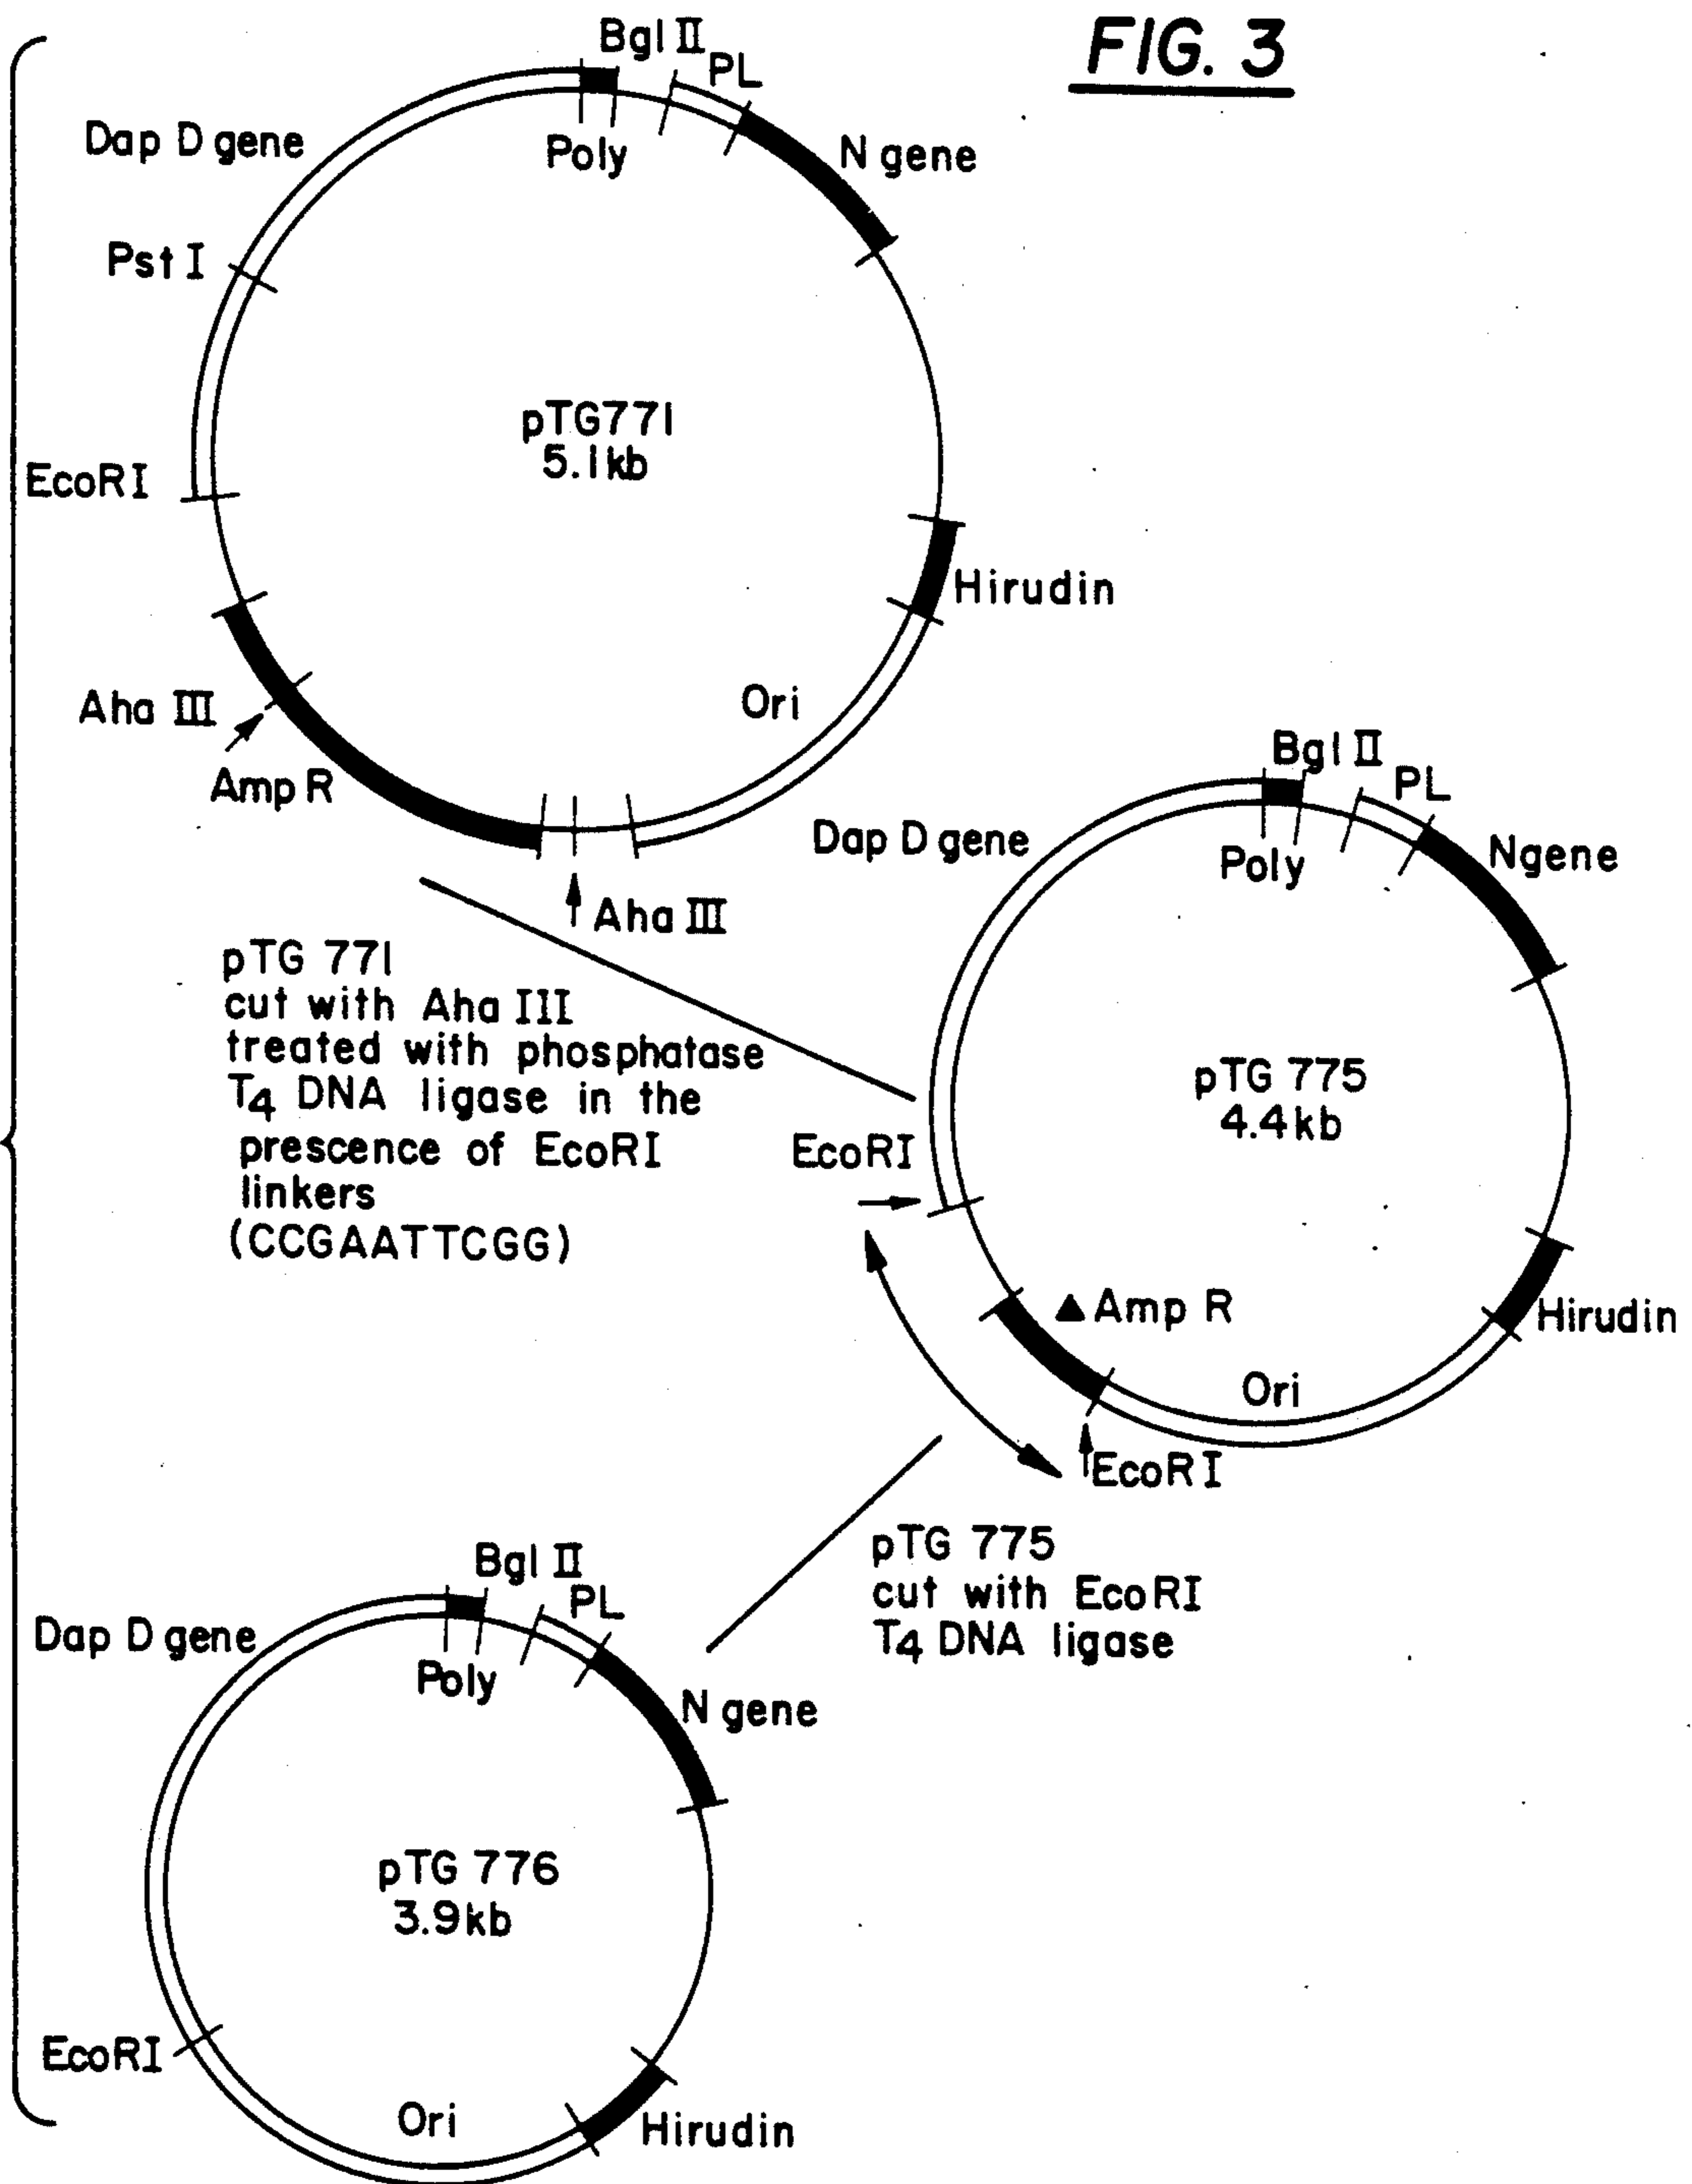 FIG. 3
Bgl II
PL
Dap D gene
Poly
N gene
Pst I
pTG771
5.1kb
EcoRI
Hirudin
Aha III
Ori
Amp R
Aha III
pTG 771
cut with Aha III
treated with phosphatase
T4 DNA ligase in the
prescence of EcoRI
linkers
(CCGAATTCGG)
Bgl II
PL
Dap D gene
Poly
Ngene
pTG 775
4.4kb
EcoRI
▲ Amp R
Hirudin
Ori
EcoRI
pTG 775
cut with EcoRI
T4 DNA ligase
Bgl II
PL
Dap D gene
Poly
N gene
pTG 776
3.9kb
EcoRI
Ori
Hirudin